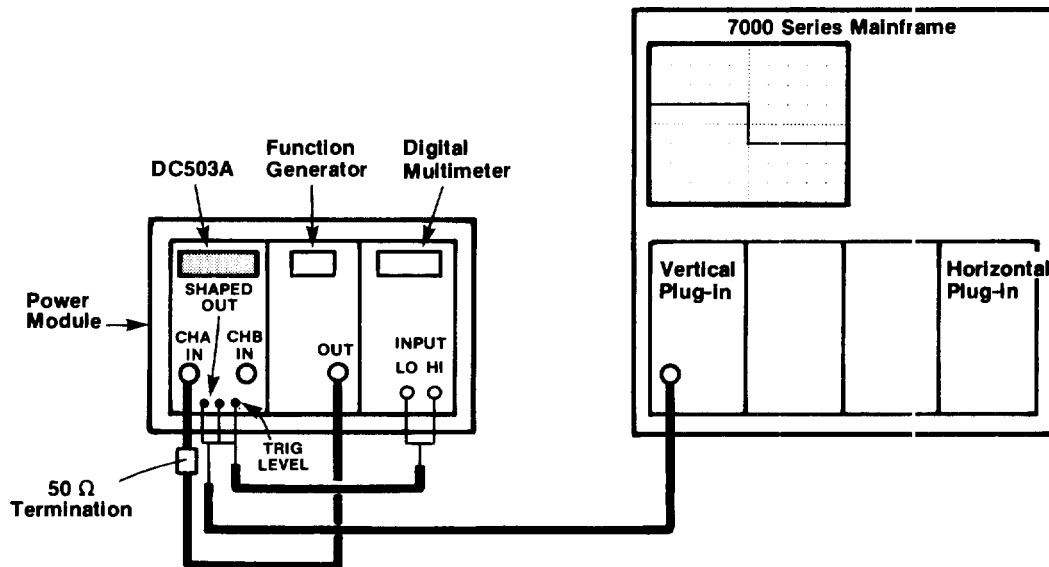 7000 Series Mainframe
DC503A
Function
Generator
Digital
Multimeter
Power
Module
SHAPED
OUT
CHA
IN
CHB
IN
OUT
INPUT
LO HI
TRIG
LEVEL
50 Ω
Termination
Vertical
Plug-in
Horizontal
Plug-in